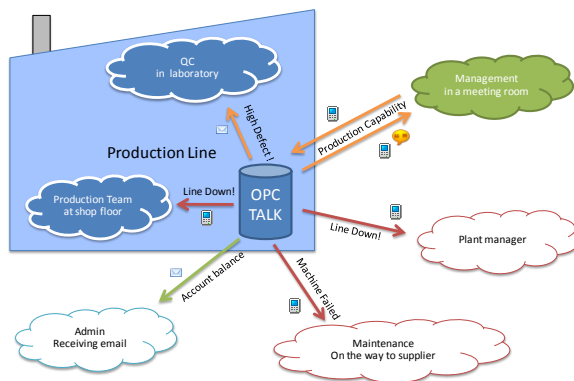 QC
in laboratory
Management
in a meeting room
High Defect !
Production Capability
Production Line
OPC
TALK
Production Team
at shop floor
Line Down!
Line Down!
Plant manager
Account balance
Machine Failed
Admin
Receiving email
Maintenance
On the way to supplier